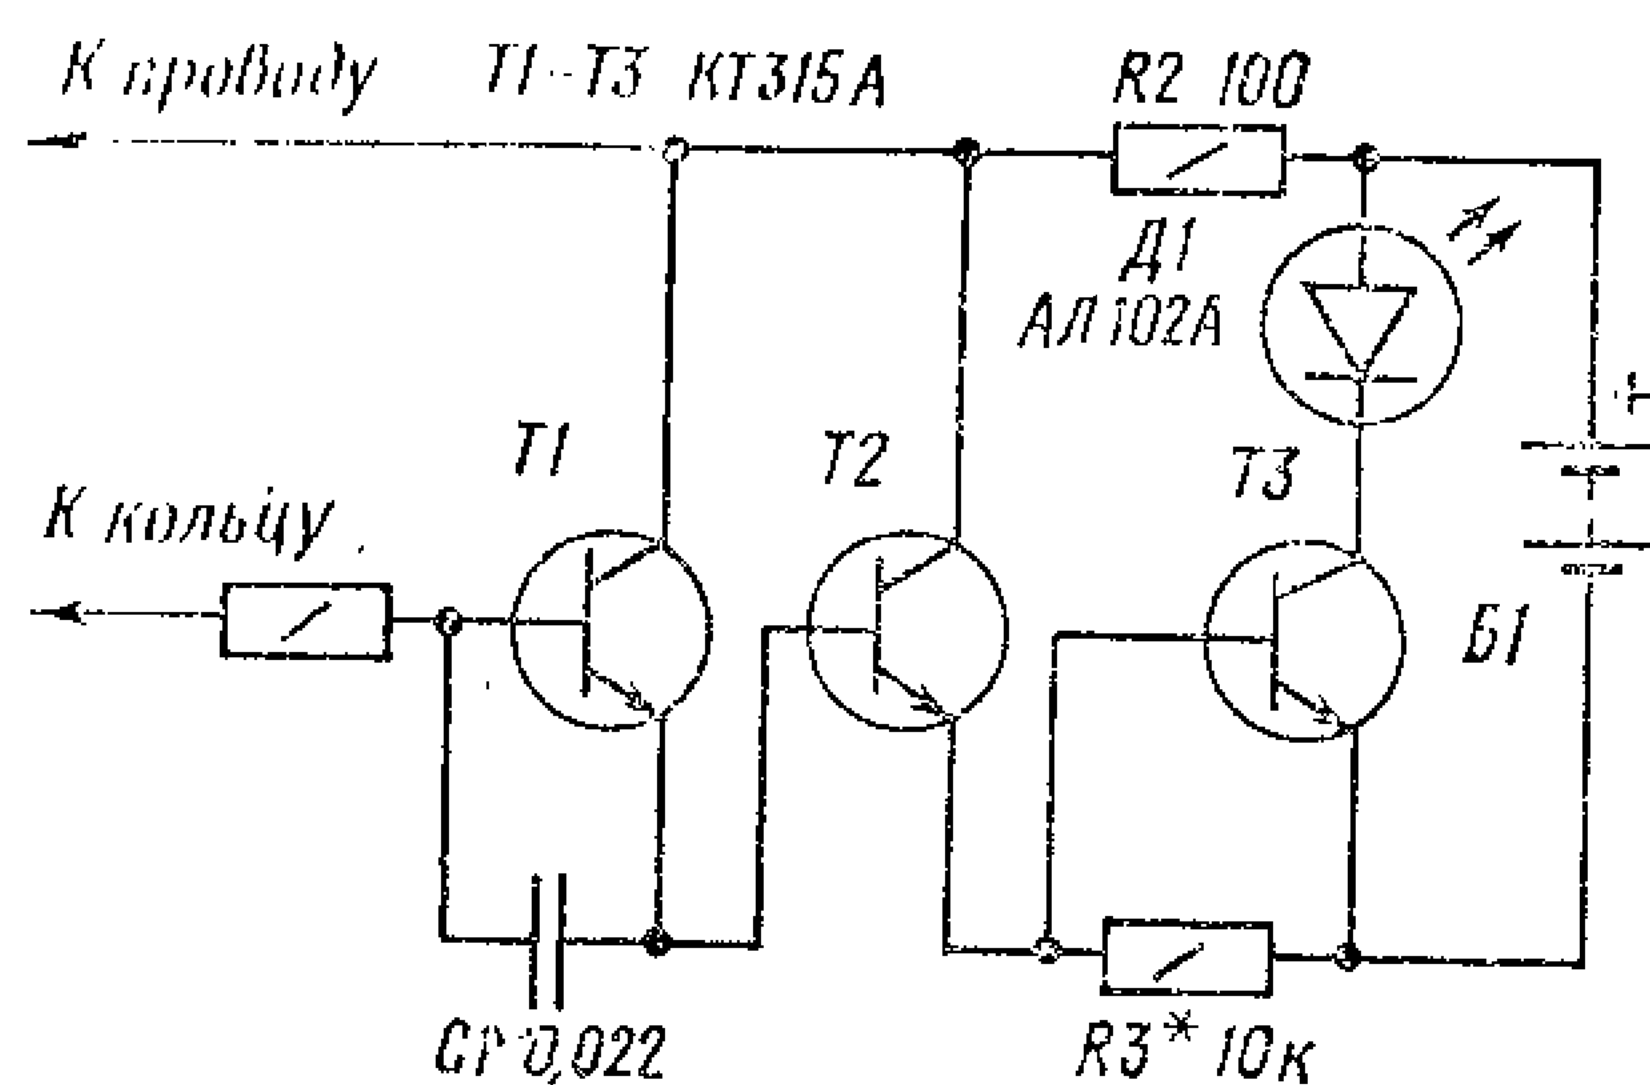 К проводу
Т1-Т3 КТ315А
R2 100
Д1
АЛ102А
Т1
Т2
Т3
К кольцу
Б1
С1* 0,022
R3* 10к